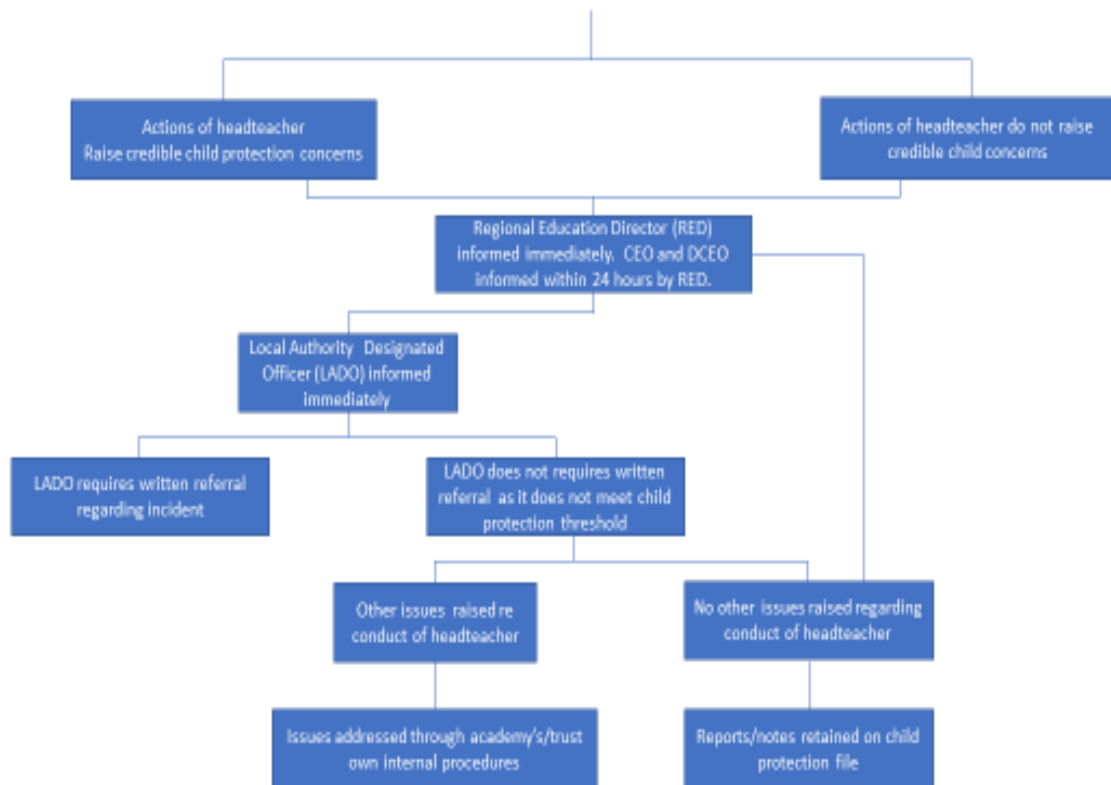 Actions of headteacher
Raise credible child protection concerns
Actions of headteacher do not raise
credible child concerns
Regional Education Director (RED)
informed immediately. CEO and DCEO
informed within 24 hours by RED.
Local Authority Designated
Officer (LADO) informed
immediately
LADO requires written referral
regarding incident
LADO does not requires written
referral as it does not meet child
protection threshold
Other issues raised re
conduct of headteacher
No other issues raised regarding
conduct of headteacher
Issues addressed through academy's/trust
own internal procedures
Reports/notes retained on child
protection file